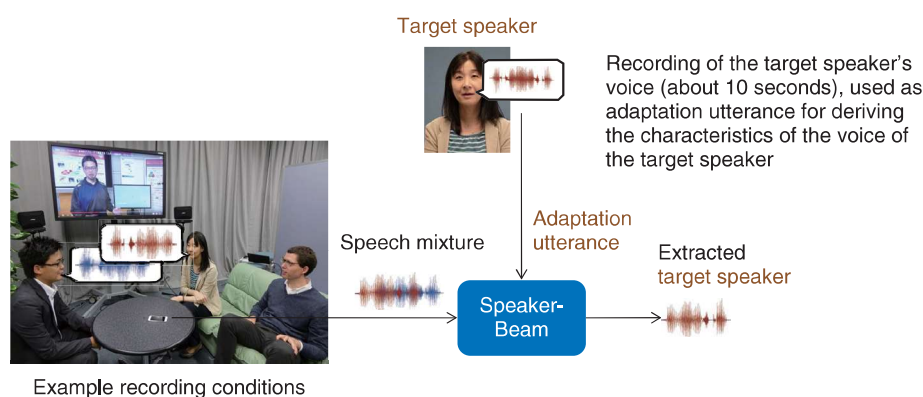 Target speaker
Recording of the target speaker's
voice (about 10 seconds), used as
adaptation utterance for deriving
the characteristics of the voice of
the target speaker
Adaptation
utterance
Speech mixture
Extracted
target speaker
Speaker-
Beam
Example recording conditions